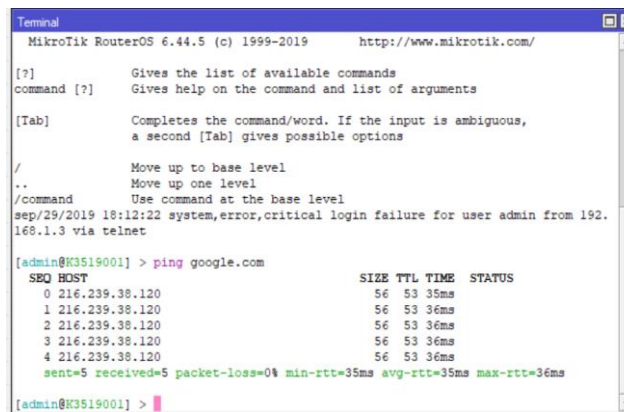 Terminal
MikroTik RouterOS 6.44.5 (c) 1999-2019 http://www.mikrotik.com/
[?] Gives the list of available commands
command [?] Gives help on the command and list of arguments
[Tab] Completes the command/word. If the input is ambiguous,
a second [Tab] gives possible options
/ Move up to base level
.. Move up one level
/command Use command at the base level
sep/29/2019 18:12:22 system,error,critical login failure for user admin from 192.
168.1.3 via telnet
[admin@K3519001] > ping google.com
SEQ HOST SIZE TTL TIME STATUS
0 216.239.38.120 56 53 35ms
1 216.239.38.120 56 53 36ms
2 216.239.38.120 56 53 36ms
3 216.239.38.120 56 53 36ms
4 216.239.38.120 56 53 36ms
sent=5 received=5 packet-loss=0% min-rtt=35ms avg-rtt=35ms max-rtt=36ms
[admin@K3519001] >